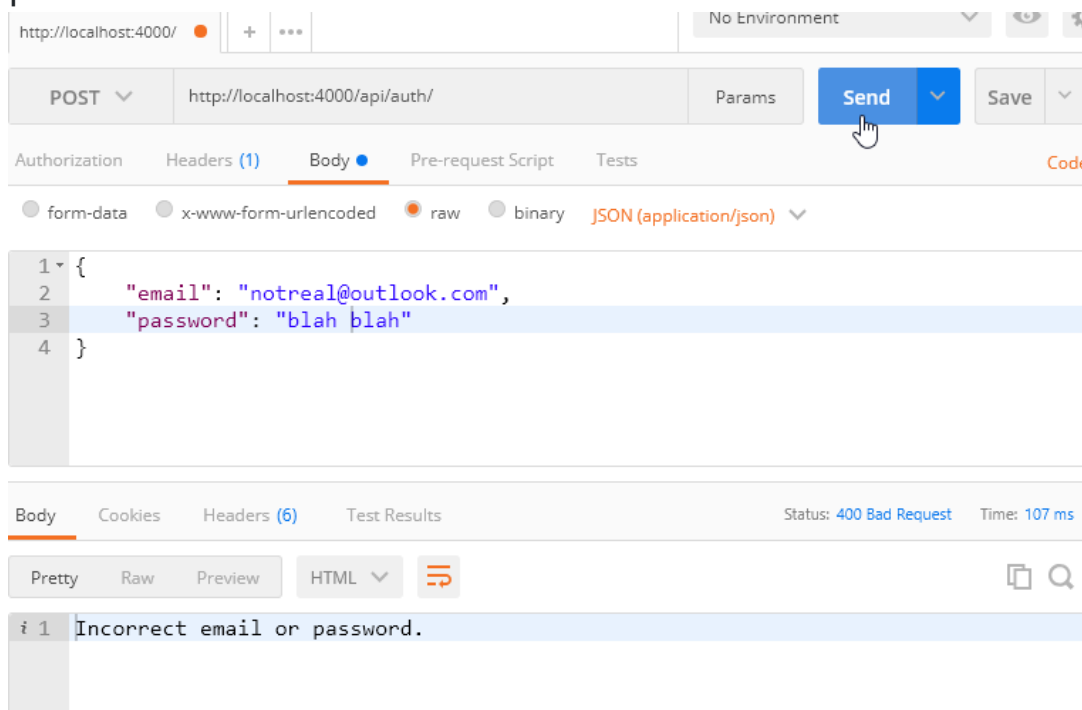 http://localhost:4000/ + ••• No Environment
POST http://localhost:4000/api/auth/ Params Send Save
Authorization Headers (1) Body Pre-request Script Tests Code
form-data x-www-form-urlencoded raw binary JSON (application/json)
1 {
2 "email": "notreal@outlook.com",
3 "password": "blah blah"
4 }
Body Cookies Headers (6) Test Results Status: 400 Bad Request Time: 107 ms
Pretty Raw Preview HTML
i 1 Incorrect email or password.